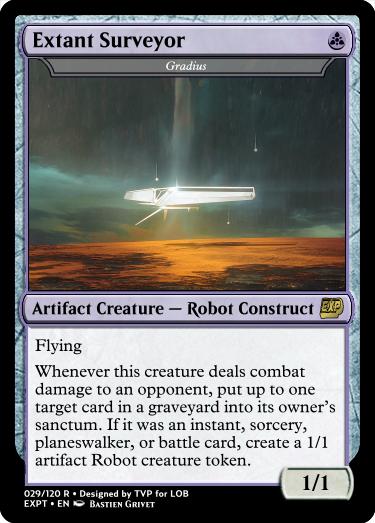 Extant Surveyor
Gradius
Artifact Creature — Robot Construct
EXP
Flying
Whenever this creature deals combat
damage to an opponent, put up to one
target card in a graveyard into its owner's
sanctum. If it was an instant, sorcery,
planeswalker, or battle card, create a 1/1
artifact Robot creature token.
1/1
029/120 R • Designed by TVP for LOB
EXPT • EN Bastien Grivet